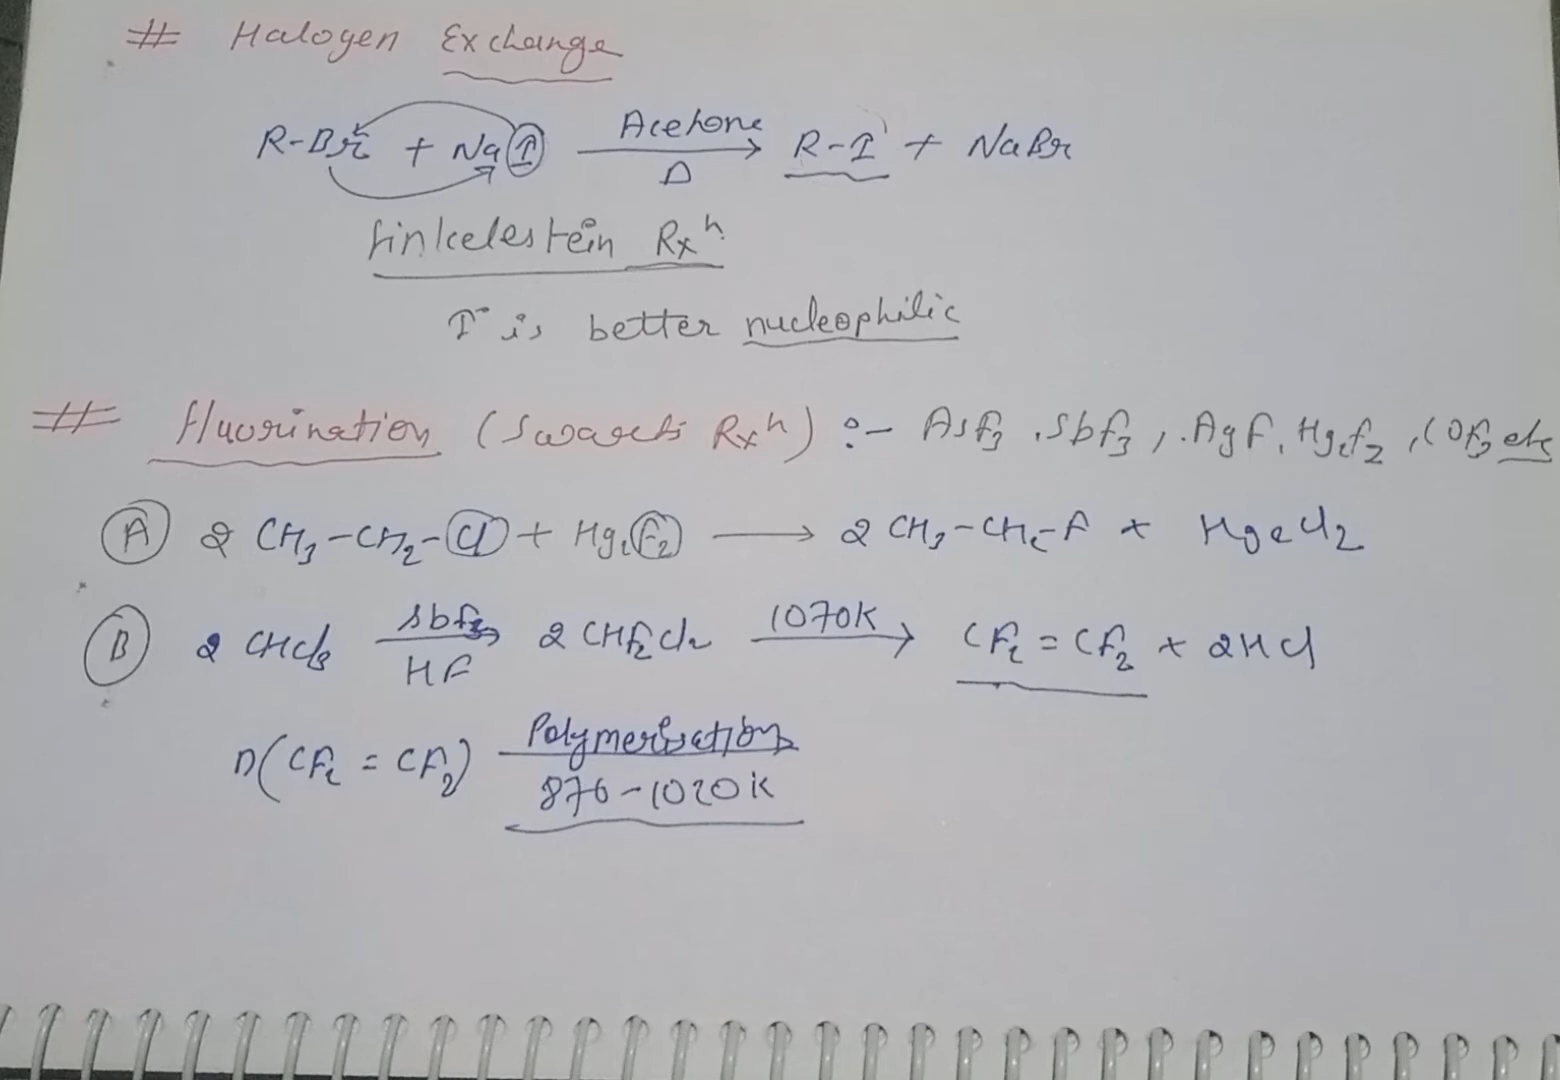 # Halogen Exchange
R-Br + NaI Acetone Δ → R-I + NaBr
Finkelestein Rxn
I⁻ is better nucleophilic
# Fluorination (Swarts Rxn) :- AsF3, SbF3, AgF, Hg2F2, COF3 etc
(A) 2 CH3-CH2-Cl + Hg2F2 → 2 CH3-CH2-F + Hg2Cl2
(B) 2 CHCl3 SbF3 HF → 2 CHF2Cl 1070K → CF2 = CF2 + 2HCl
n(CF2 = CF2) Polymerisation 870-1020K